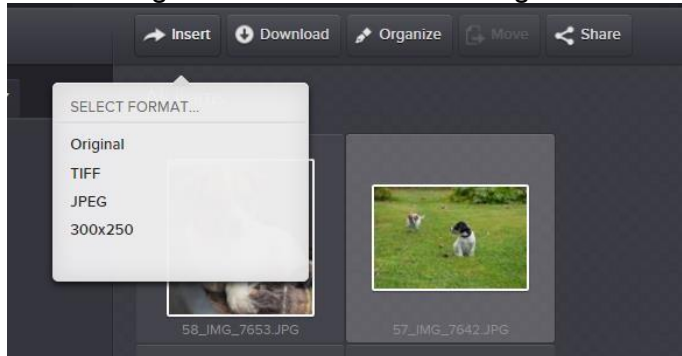 Insert Download Organize Move Share
SELECT FORMAT...
Original
TIFF
JPEG
300x250
58_IMG_7653.JPG 57_IMG_7642.JPG